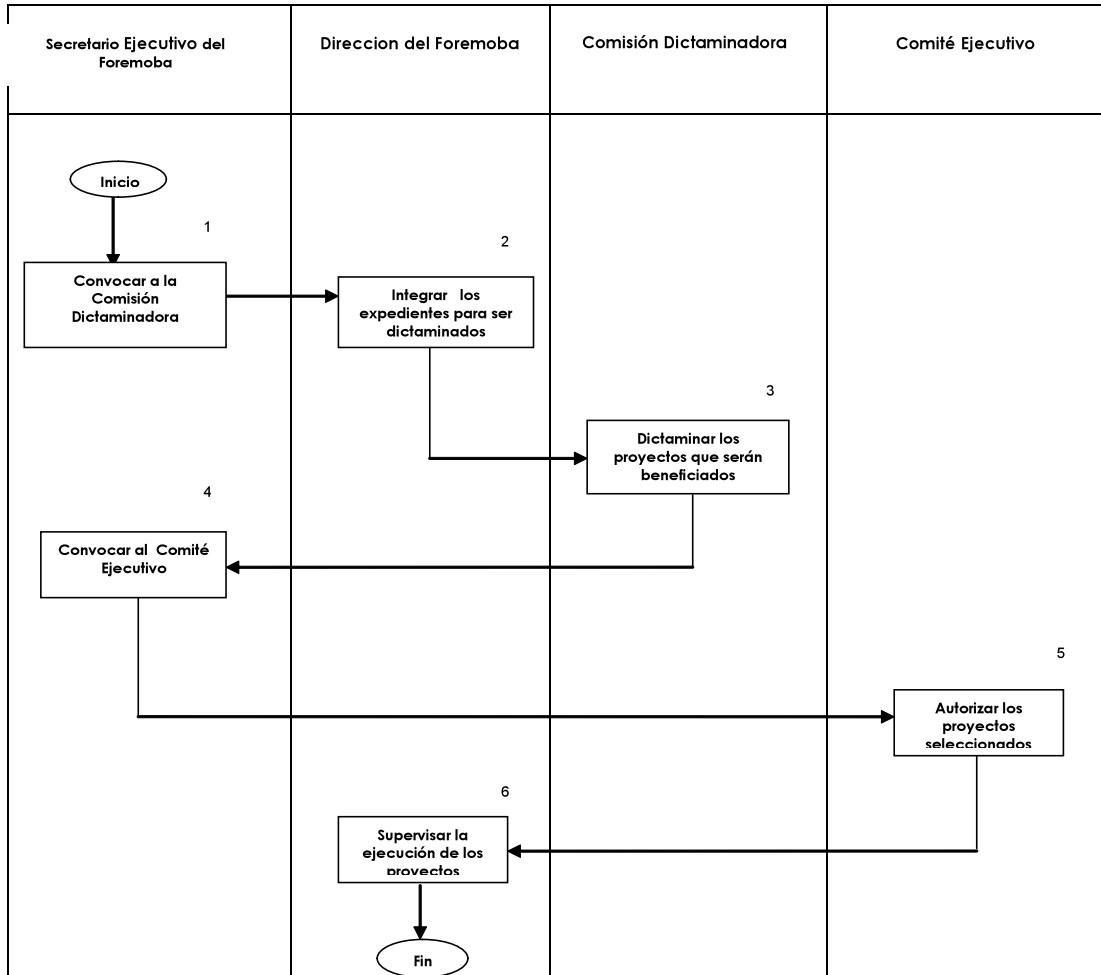 Secretario Ejecutivo del
Foremoba
Direccion del Foremoba
Comisión Dictaminadora
Comité Ejecutivo
Inicio
1
Convocar a la
Comisión
Dictaminadora
2
Integrar los
expedientes para ser
dictaminados
3
Dictaminar los
proyectos que serán
beneficiados
4
Convocar al Comité
Ejecutivo
5
Autorizar los
proyectos
seleccionados
6
Supervisar la
ejecución de los
proyectos
Fin